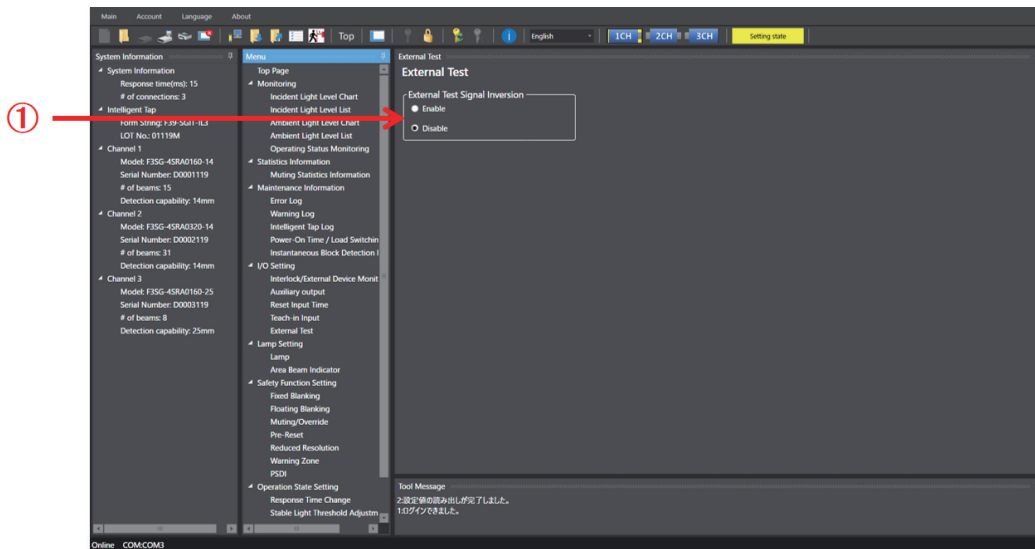 Main Account Language About
Top English 1CH 2CH 3CH Setting state
System Information
System Information
Response time(ms): 15
# of connections: 3
Intelligent Tap
Form String: F39-SGIT-IL3
LOT No.: 01119M
Channel 1
Model: F3SG-4SRA0160-14
Serial Number: D0001119
# of beams: 15
Detection capability: 14mm
Channel 2
Model: F3SG-4SRA0320-14
Serial Number: D0002119
# of beams: 31
Detection capability: 14mm
Channel 3
Model: F3SG-4SRA0160-25
Serial Number: D0003119
# of beams: 8
Detection capability: 25mm
Menu
Top Page
Monitoring
Incident Light Level Chart
Incident Light Level List
Ambient Light Level Chart
Ambient Light Level List
Operating Status Monitoring
Statistics Information
Muting Statistics Information
Maintenance Information
Error Log
Warning Log
Intelligent Tap Log
Power-On Time / Load Switchin
Instantaneous Block Detection I
I/O Setting
Interlock/External Device Monit
Auxiliary output
Reset Input Time
Teach-in Input
External Test
Lamp Setting
Lamp
Area Beam Indicator
Safety Function Setting
Fixed Blanking
Floating Blanking
Muting/Override
Pre-Reset
Reduced Resolution
Warning Zone
PSDI
Operation State Setting
Response Time Change
Stable Light Threshold Adjustm
External Test
External Test
External Test Signal Inversion
Enable
Disable
①
Tool Message
2:設定値の読み出しが完了しました。
1:ログインできました。
Online COM:COM3